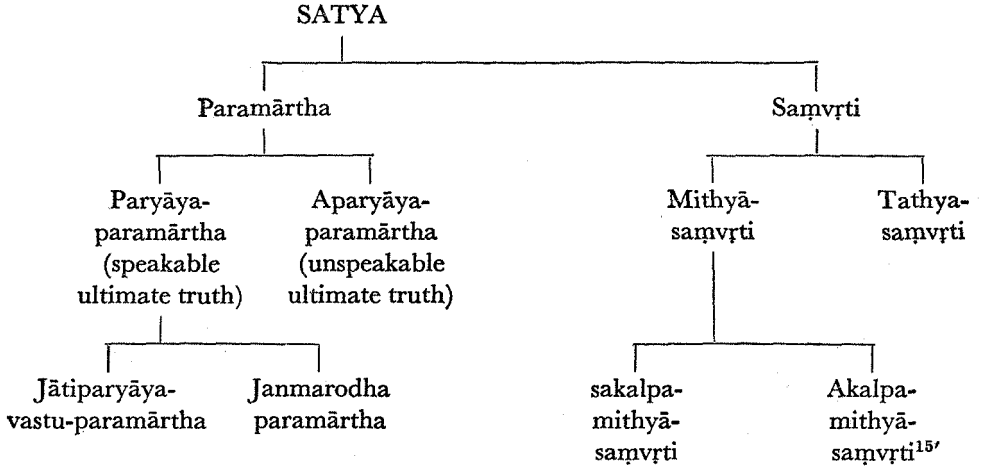 SATYA
Paramārtha
Saṃvṛti
Paryāya-
paramārtha
(speakable
ultimate truth)
Aparyāya-
paramārtha
(unspeakable
ultimate truth)
Mithyā-
saṃvṛti
Tathya-
saṃvṛti
Jātiparyāya-
vastu-paramārtha
Janmarodha
paramārtha
sakalpa-
mithyā-
saṃvṛti
Akalpa-
mithyā-
saṃvṛti¹⁵′